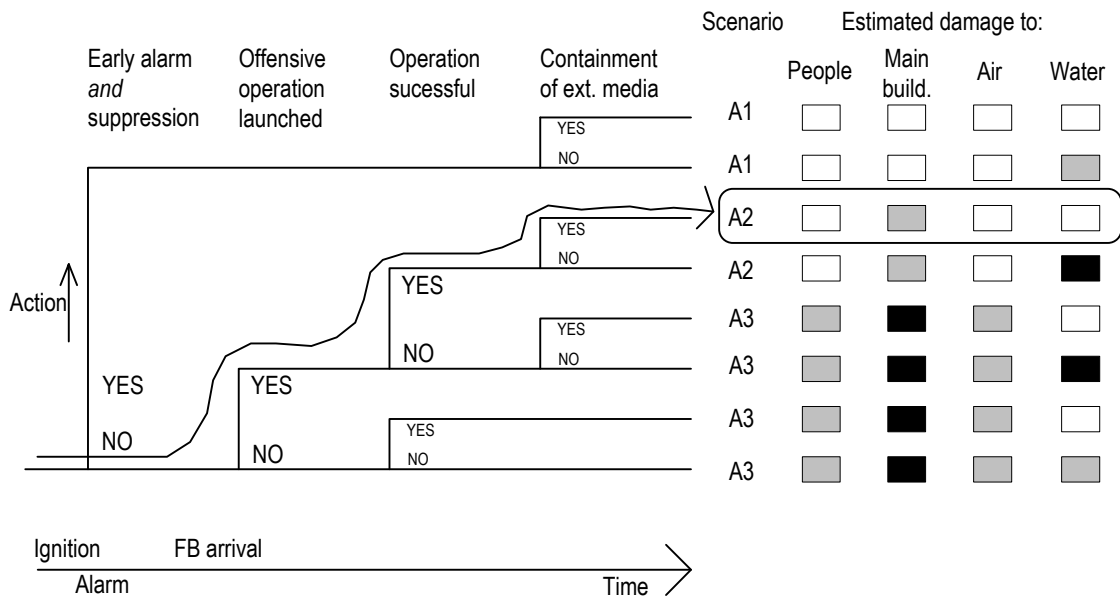 Scenario Estimated damage to:
Early alarm
and
suppression
Offensive
operation
launched
Operation
sucessful
Containment
of ext. media
People
Main
build.
Air
Water
YES
NO
A1
A1
A2
YES
NO
A2
YES
NO
Action
YES
NO
A3
A3
YES
NO
YES
NO
YES
NO
A3
A3
Ignition FB arrival
Alarm Time